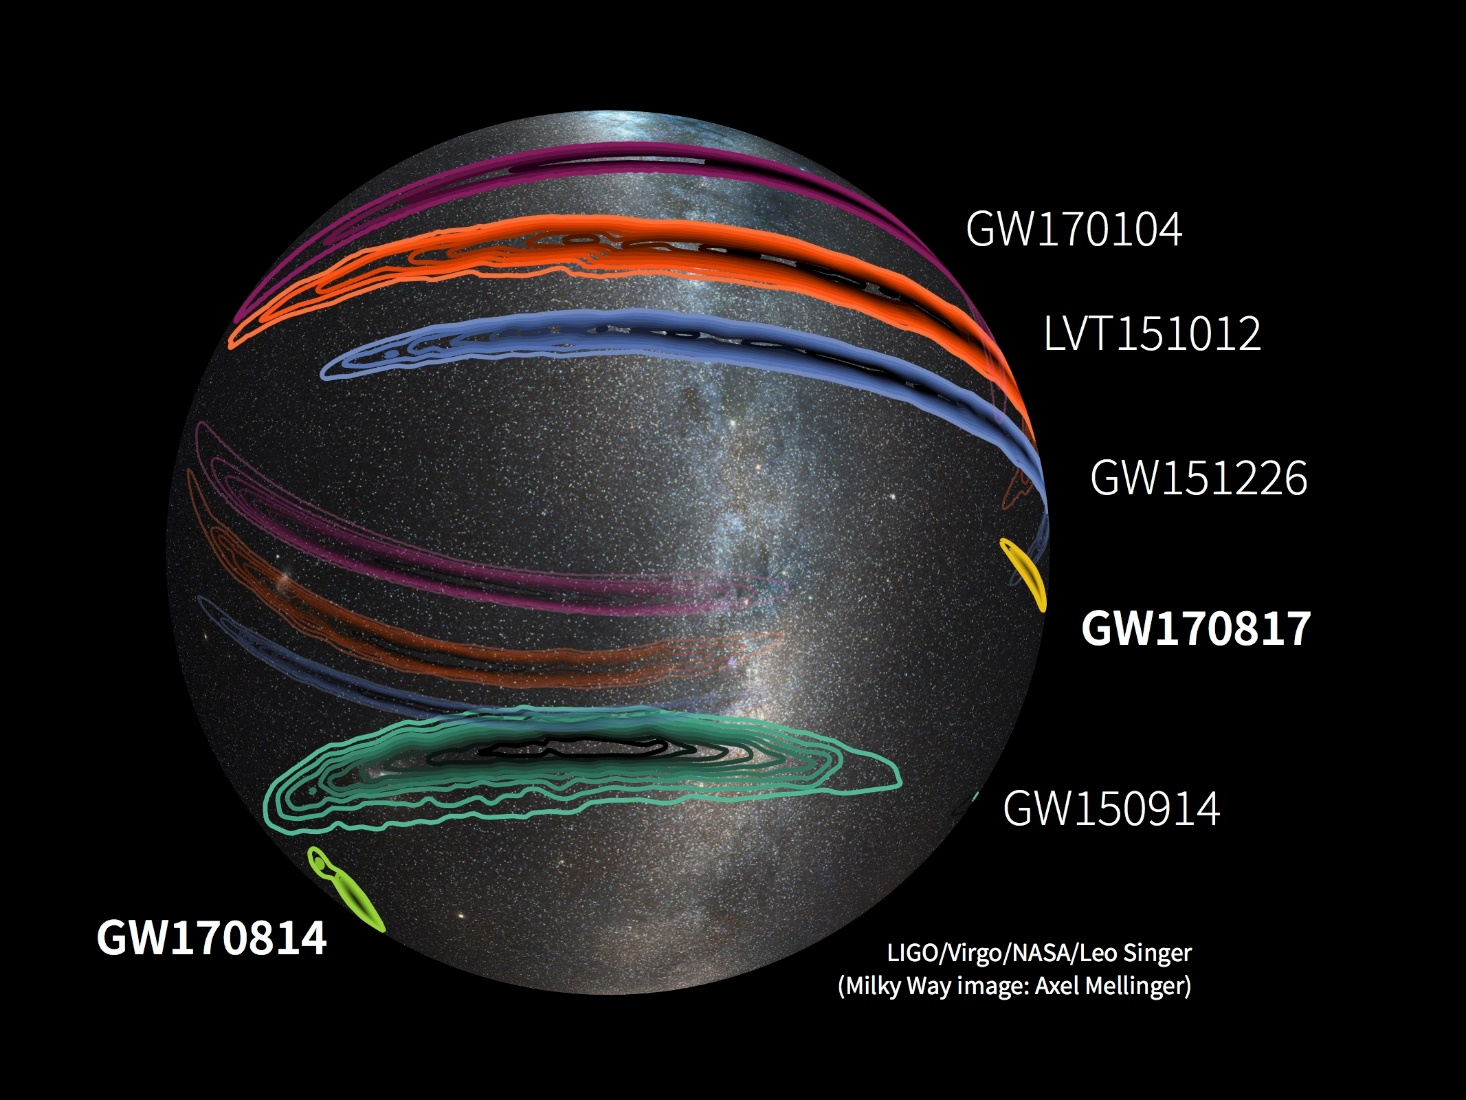 GW170104
LVT151012
GW151226
GW170817
GW150914
GW170814
LIGO/Virgo/NASA/Leo Singer
(Milky Way image: Axel Mellinger)